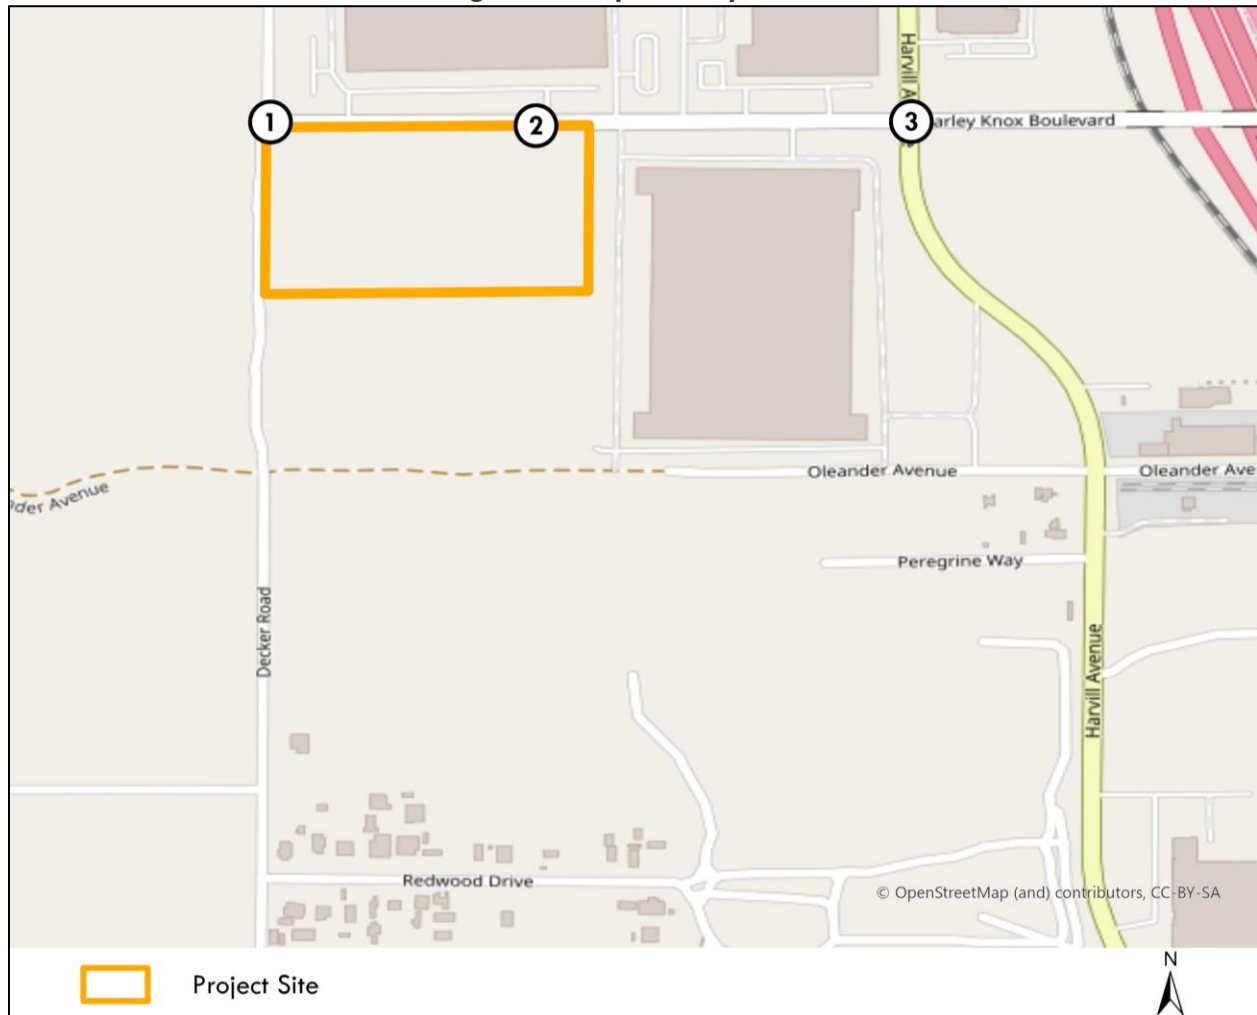 Harvill A
1
2
3
arley Knox Boulevard
Oleander Avenue
Oleander Ave
der Avenue
Peregrine Way
Decker Road
Harvill Avenue
Redwood Drive
© OpenStreetMap (and) contributors, CC-BY-SA
N
Project Site